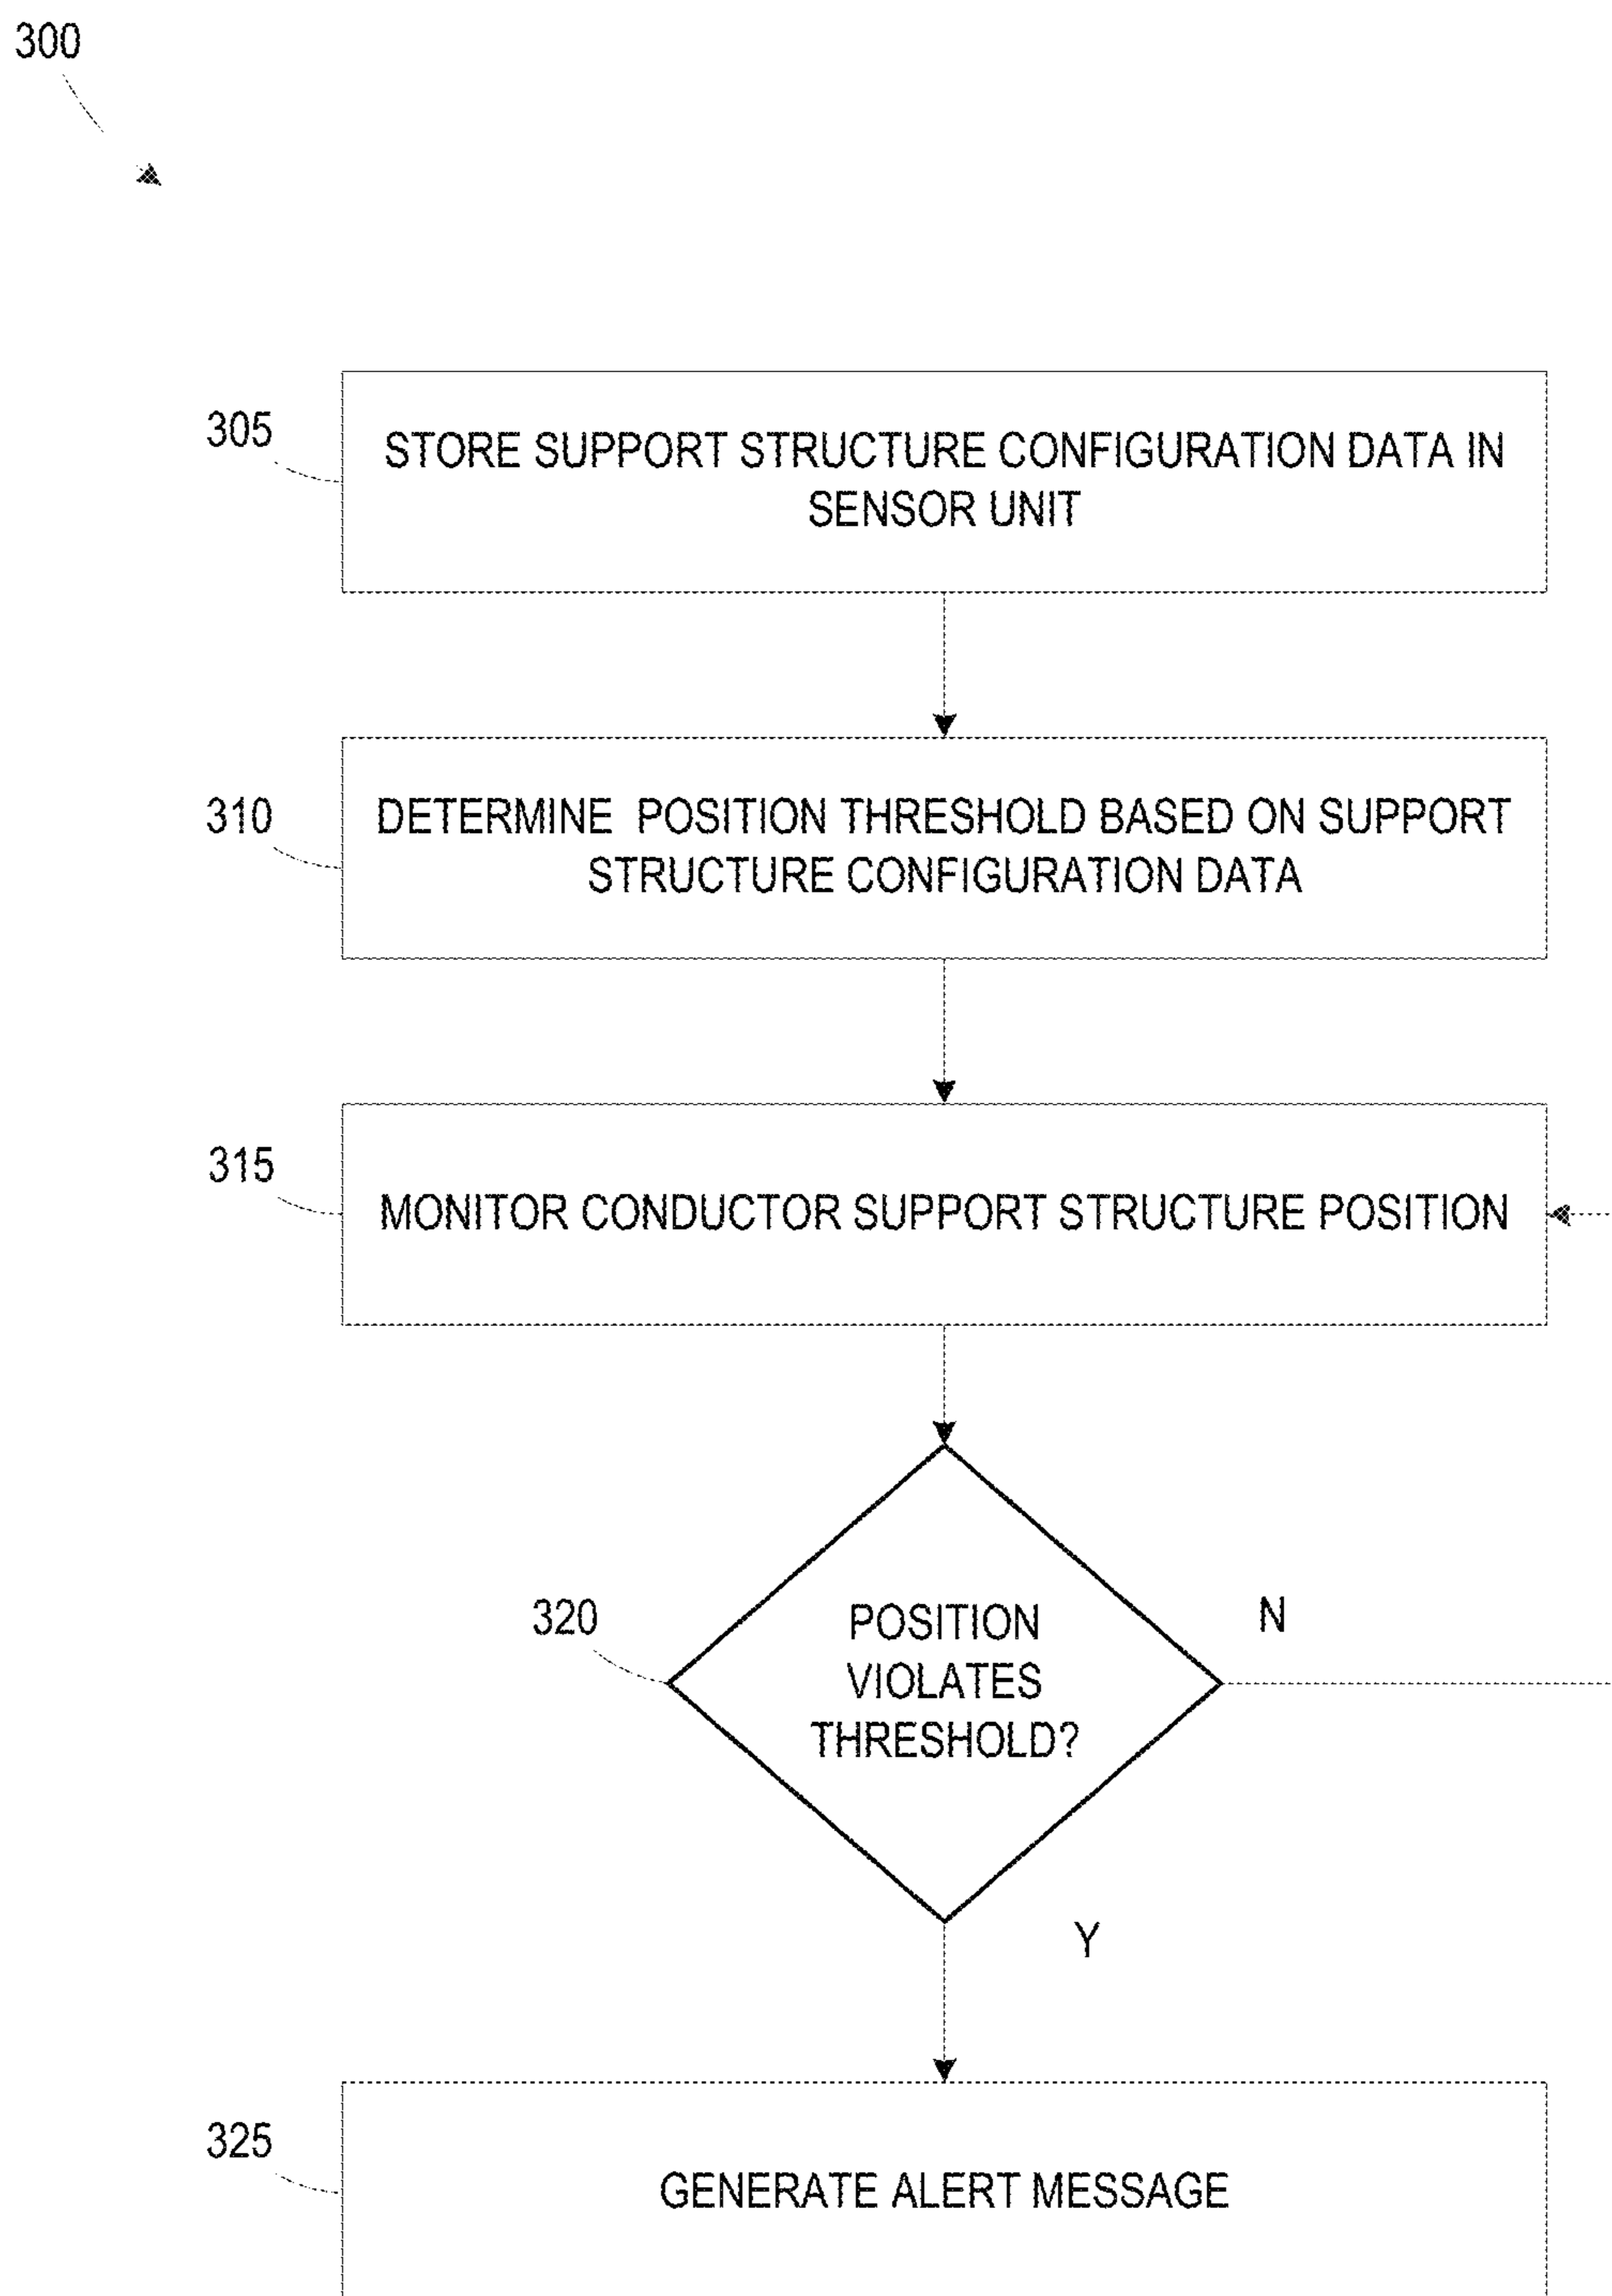 300
305
STORE SUPPORT STRUCTURE CONFIGURATION DATA IN
SENSOR UNIT
310
DETERMINE POSITION THRESHOLD BASED ON SUPPORT
STRUCTURE CONFIGURATION DATA
315
MONITOR CONDUCTOR SUPPORT STRUCTURE POSITION
320
POSITION
VIOLATES
THRESHOLD?
N
Y
325
GENERATE ALERT MESSAGE